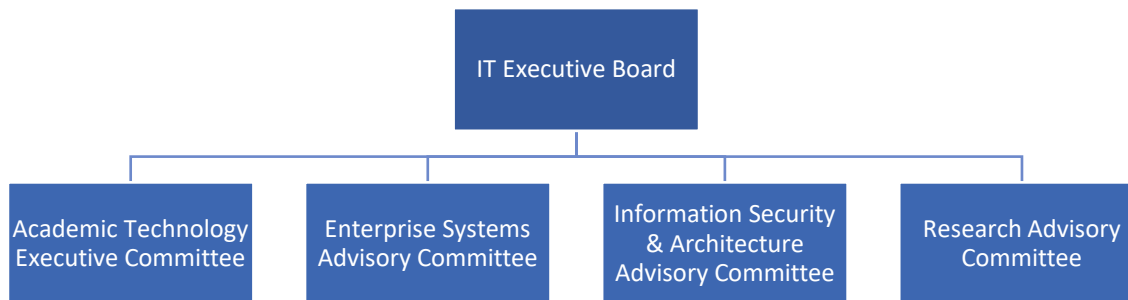 IT Executive Board
Academic Technology
Executive Committee
Enterprise Systems
Advisory Committee
Information Security
& Architecture
Advisory Committee
Research Advisory
Committee